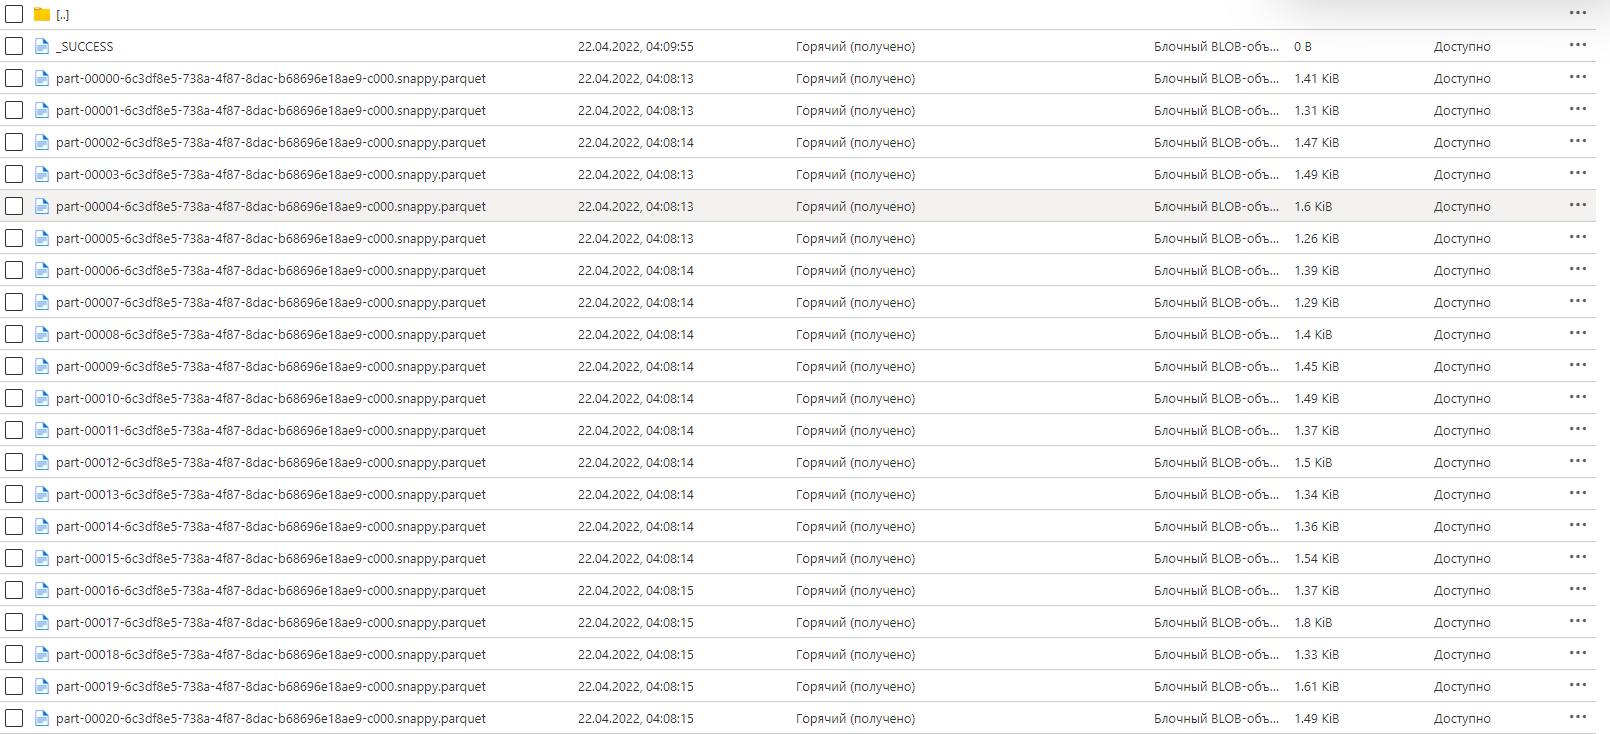 [..]
_SUCCESS 22.04.2022, 04:09:55 Горячий (получено) Блочный BLOB-объ... 0 B Доступно
part-00000-6c3df8e5-738a-4f87-8dac-b68696e18ae9-c000.snappy.parquet 22.04.2022, 04:08:13 Горячий (получено) Блочный BLOB-объ... 1.41 KiB Доступно
part-00001-6c3df8e5-738a-4f87-8dac-b68696e18ae9-c000.snappy.parquet 22.04.2022, 04:08:13 Горячий (получено) Блочный BLOB-объ... 1.31 KiB Доступно
part-00002-6c3df8e5-738a-4f87-8dac-b68696e18ae9-c000.snappy.parquet 22.04.2022, 04:08:14 Горячий (получено) Блочный BLOB-объ... 1.47 KiB Доступно
part-00003-6c3df8e5-738a-4f87-8dac-b68696e18ae9-c000.snappy.parquet 22.04.2022, 04:08:13 Горячий (получено) Блочный BLOB-объ... 1.49 KiB Доступно
part-00004-6c3df8e5-738a-4f87-8dac-b68696e18ae9-c000.snappy.parquet 22.04.2022, 04:08:13 Горячий (получено) Блочный BLOB-объ... 1.6 KiB Доступно
part-00005-6c3df8e5-738a-4f87-8dac-b68696e18ae9-c000.snappy.parquet 22.04.2022, 04:08:13 Горячий (получено) Блочный BLOB-объ... 1.26 KiB Доступно
part-00006-6c3df8e5-738a-4f87-8dac-b68696e18ae9-c000.snappy.parquet 22.04.2022, 04:08:14 Горячий (получено) Блочный BLOB-объ... 1.39 KiB Доступно
part-00007-6c3df8e5-738a-4f87-8dac-b68696e18ae9-c000.snappy.parquet 22.04.2022, 04:08:14 Горячий (получено) Блочный BLOB-объ... 1.29 KiB Доступно
part-00008-6c3df8e5-738a-4f87-8dac-b68696e18ae9-c000.snappy.parquet 22.04.2022, 04:08:14 Горячий (получено) Блочный BLOB-объ... 1.4 KiB Доступно
part-00009-6c3df8e5-738a-4f87-8dac-b68696e18ae9-c000.snappy.parquet 22.04.2022, 04:08:14 Горячий (получено) Блочный BLOB-объ... 1.45 KiB Доступно
part-00010-6c3df8e5-738a-4f87-8dac-b68696e18ae9-c000.snappy.parquet 22.04.2022, 04:08:14 Горячий (получено) Блочный BLOB-объ... 1.49 KiB Доступно
part-00011-6c3df8e5-738a-4f87-8dac-b68696e18ae9-c000.snappy.parquet 22.04.2022, 04:08:14 Горячий (получено) Блочный BLOB-объ... 1.37 KiB Доступно
part-00012-6c3df8e5-738a-4f87-8dac-b68696e18ae9-c000.snappy.parquet 22.04.2022, 04:08:14 Горячий (получено) Блочный BLOB-объ... 1.5 KiB Доступно
part-00013-6c3df8e5-738a-4f87-8dac-b68696e18ae9-c000.snappy.parquet 22.04.2022, 04:08:14 Горячий (получено) Блочный BLOB-объ... 1.34 KiB Доступно
part-00014-6c3df8e5-738a-4f87-8dac-b68696e18ae9-c000.snappy.parquet 22.04.2022, 04:08:14 Горячий (получено) Блочный BLOB-объ... 1.36 KiB Доступно
part-00015-6c3df8e5-738a-4f87-8dac-b68696e18ae9-c000.snappy.parquet 22.04.2022, 04:08:14 Горячий (получено) Блочный BLOB-объ... 1.54 KiB Доступно
part-00016-6c3df8e5-738a-4f87-8dac-b68696e18ae9-c000.snappy.parquet 22.04.2022, 04:08:15 Горячий (получено) Блочный BLOB-объ... 1.37 KiB Доступно
part-00017-6c3df8e5-738a-4f87-8dac-b68696e18ae9-c000.snappy.parquet 22.04.2022, 04:08:15 Горячий (получено) Блочный BLOB-объ... 1.8 KiB Доступно
part-00018-6c3df8e5-738a-4f87-8dac-b68696e18ae9-c000.snappy.parquet 22.04.2022, 04:08:15 Горячий (получено) Блочный BLOB-объ... 1.33 KiB Доступно
part-00019-6c3df8e5-738a-4f87-8dac-b68696e18ae9-c000.snappy.parquet 22.04.2022, 04:08:15 Горячий (получено) Блочный BLOB-объ... 1.61 KiB Доступно
part-00020-6c3df8e5-738a-4f87-8dac-b68696e18ae9-c000.snappy.parquet 22.04.2022, 04:08:15 Горячий (получено) Блочный BLOB-объ... 1.49 KiB Доступно